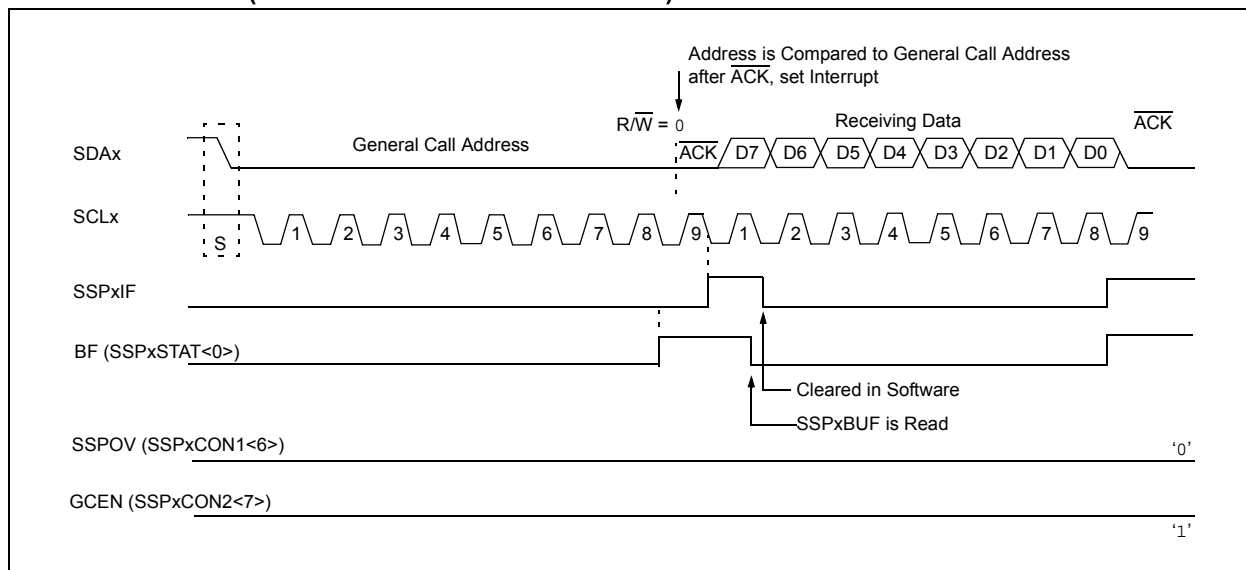 Address is Compared to General Call Address
after ACK, set Interrupt
R/W = 0
Receiving Data
ACK
SDAx
General Call Address
ACK D7 D6 D5 D4 D3 D2 D1 D0
SCLx
S
1 2 3 4 5 6 7 8 9 1 2 3 4 5 6 7 8 9
SSPxIF
BF (SSPxSTAT<0>)
Cleared in Software
SSPxBUF is Read
SSPOV (SSPxCON1<6>)
‘0’
GCEN (SSPxCON2<7>)
‘1’